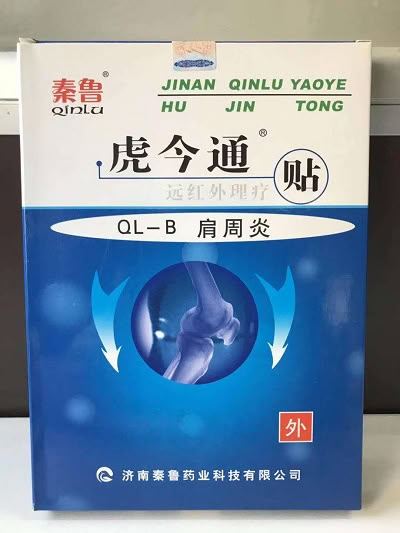 秦鲁®
QinLu
JINAN QINLU YAOYE
HU JIN TONG
虎今通®
远红外理疗 贴
QL-B 肩周炎
外
济南秦鲁药业科技有限公司